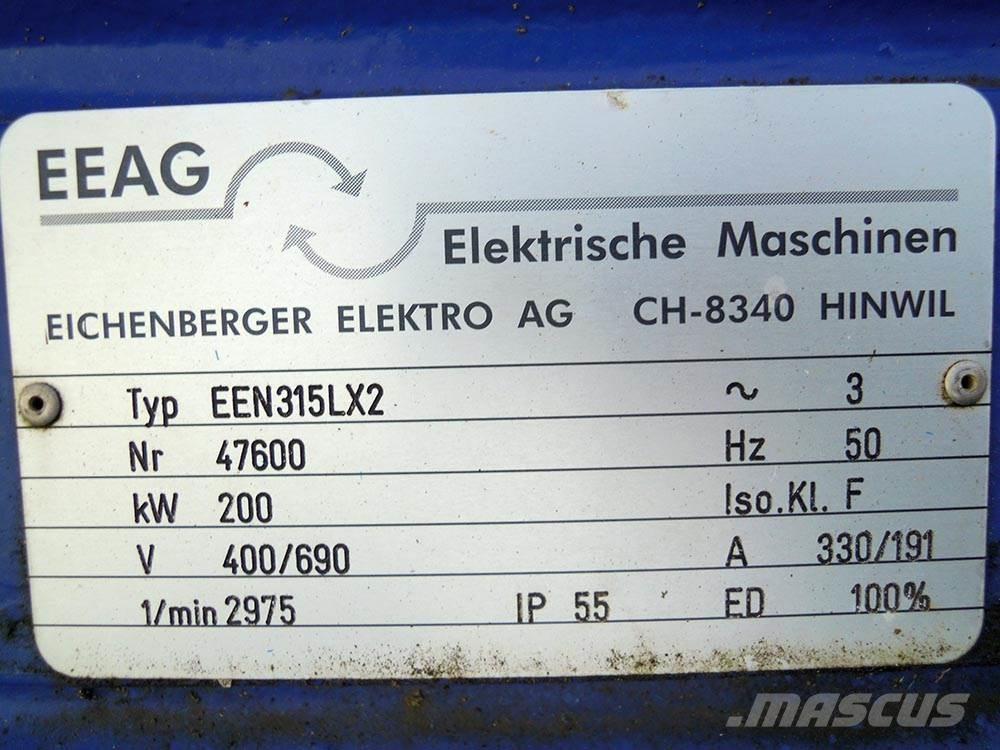 EEAG
Elektrische Maschinen
EICHENBERGER ELEKTRO AG CH-8340 HINWIL
Typ EEN315LX2 ~ 3
Nr 47600 Hz 50
kW 200 Iso.Kl. F
V 400/690 A 330/191
1/min 2975 IP 55 ED 100%
MASCUS